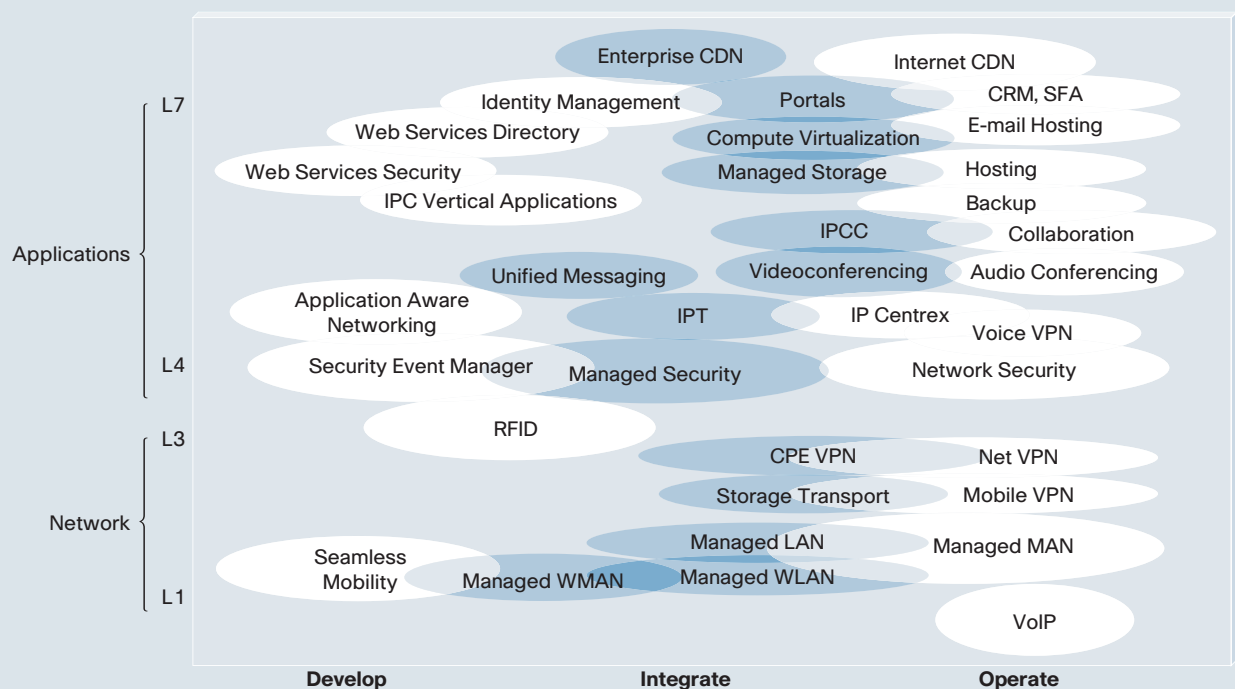 Enterprise CDN
Internet CDN
L7
Identity Management
Portals
CRM, SFA
Web Services Directory
Compute Virtualization
E-mail Hosting
Web Services Security
Managed Storage
Hosting
IPC Vertical Applications
Backup
Applications
IPCC
Collaboration
Unified Messaging
Videoconferencing
Audio Conferencing
Application Aware
Networking
IPT
IP Centrex
Voice VPN
L4
Security Event Manager
Managed Security
Network Security
RFID
L3
CPE VPN
Net VPN
Storage Transport
Mobile VPN
Network
Managed LAN
Managed MAN
Seamless
Mobility
Managed WMAN
Managed WLAN
L1
VoIP
Develop
Integrate
Operate